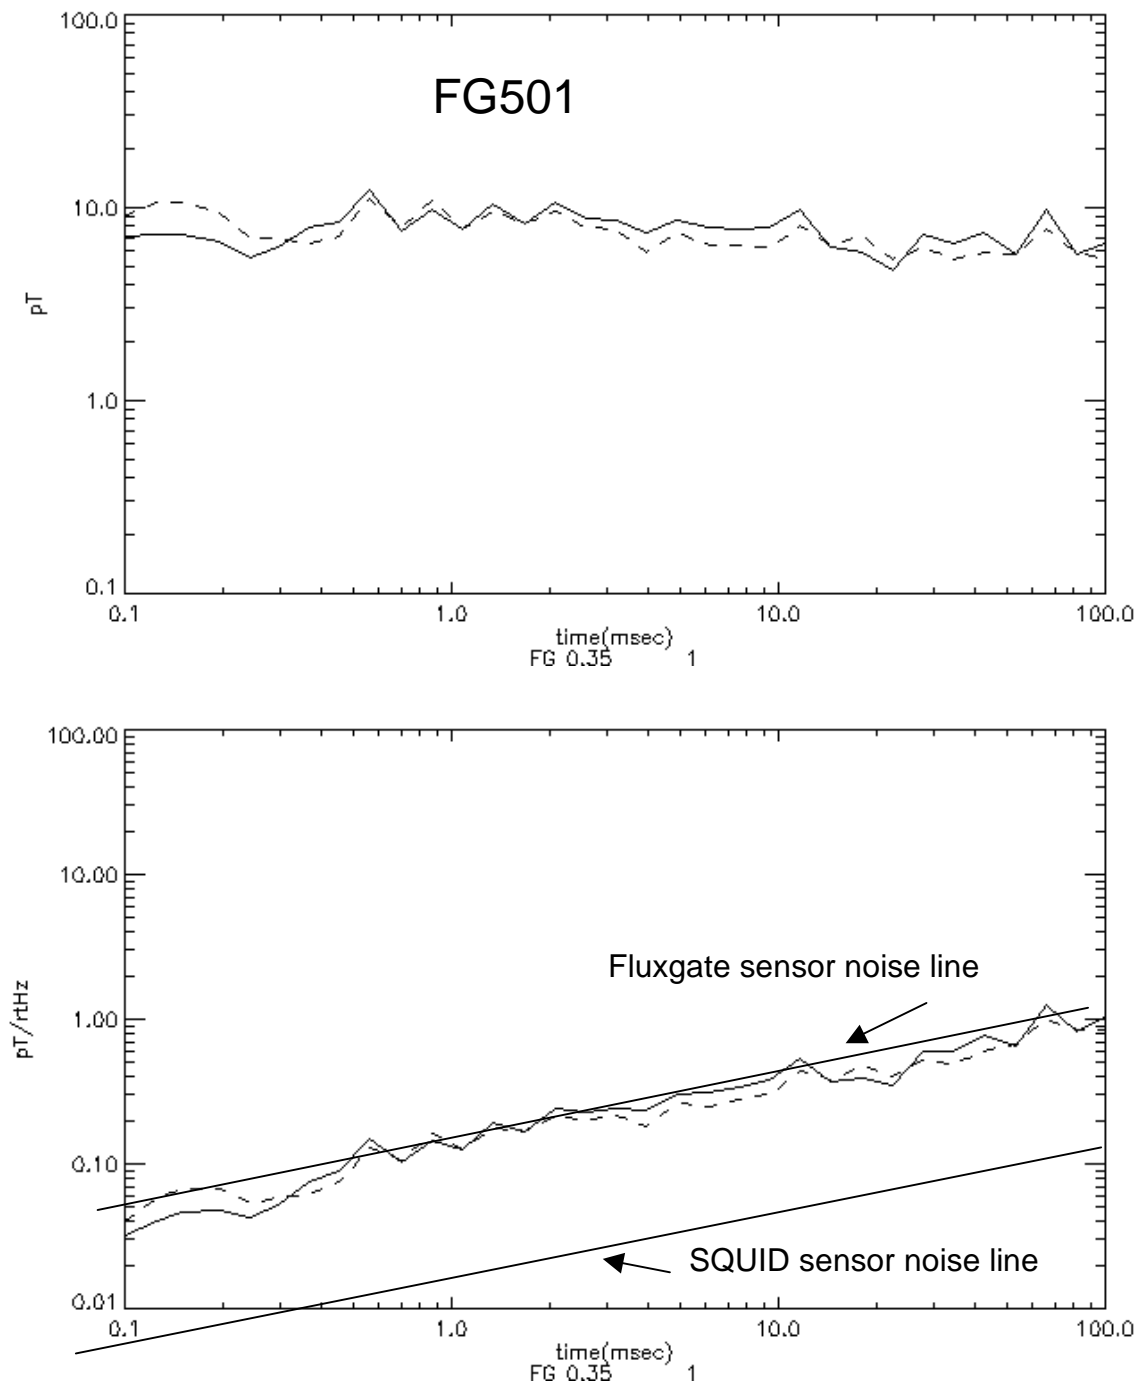 100.0
FG501
10.0
pT
1.0
0.1
0.1 1.0 10.0 100.0
time(msec)
FG 0.35 1
100.00
10.00
Fluxgate sensor noise line
pT/rtHz
1.00
0.10
SQUID sensor noise line
0.01
0.1 1.0 10.0 100.0
time(msec)
FG 0.35 1